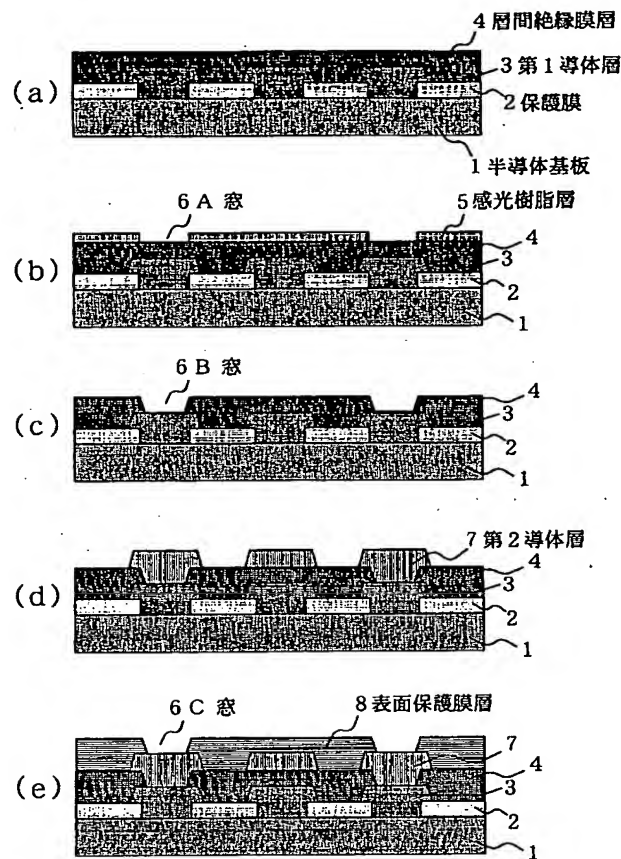 4層間絶縁膜層
3第1導体層
(a)
2保護膜
1半導体基板
6A 窓
5感光樹脂層
4
(b)
3
2
1
6B 窓
4
(c)
3
2
1
7第2導体層
(d)
4
3
2
1
6C 窓
8表面保護膜層
7
4
(e)
3
2
1